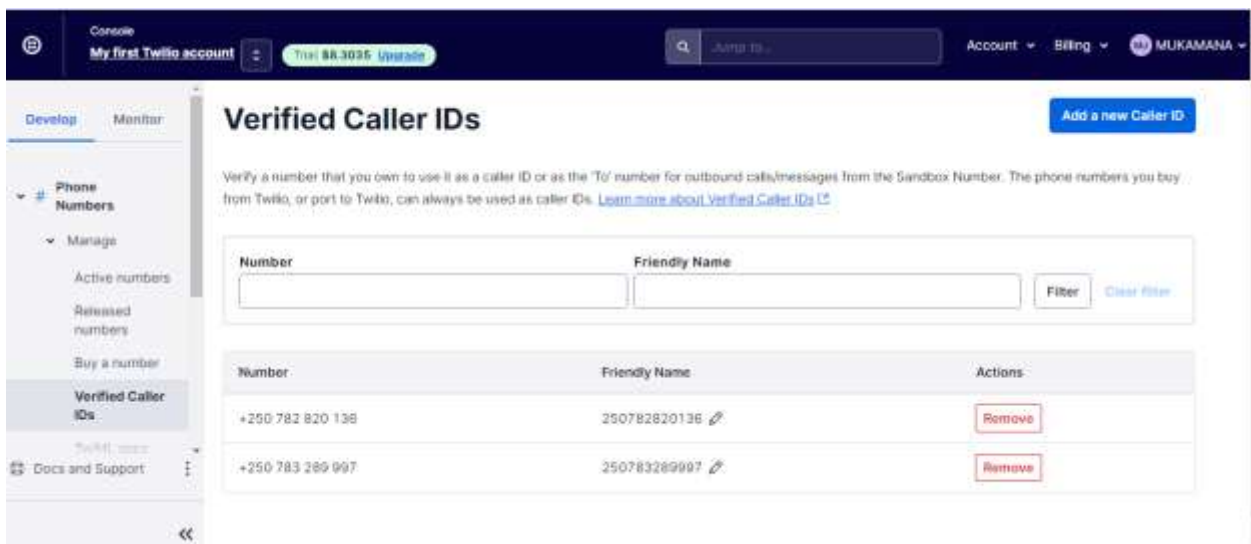 Console
My first Twilio account
Trial $8.3035 Upgrade
Jump to...
Account
Billing
MU
MUKAMANA
Develop
Monitor
# Phone
Numbers
Manage
Active numbers
Released
numbers
Buy a number
Verified Caller
IDs
Docs and Support
Verified Caller IDs
Add a new Caller ID
Verify a number that you own to use it as a caller ID or as the 'To' number for outbound calls/messages from the Sandbox Number. The phone numbers you buy
from Twilio, or port to Twilio, can always be used as caller IDs. Learn more about Verified Caller IDs
Number
Friendly Name
Filter
Clear filter
Number Friendly Name Actions
+250 782 820 136 250782820136 Remove
+250 783 289 997 250783289997 Remove